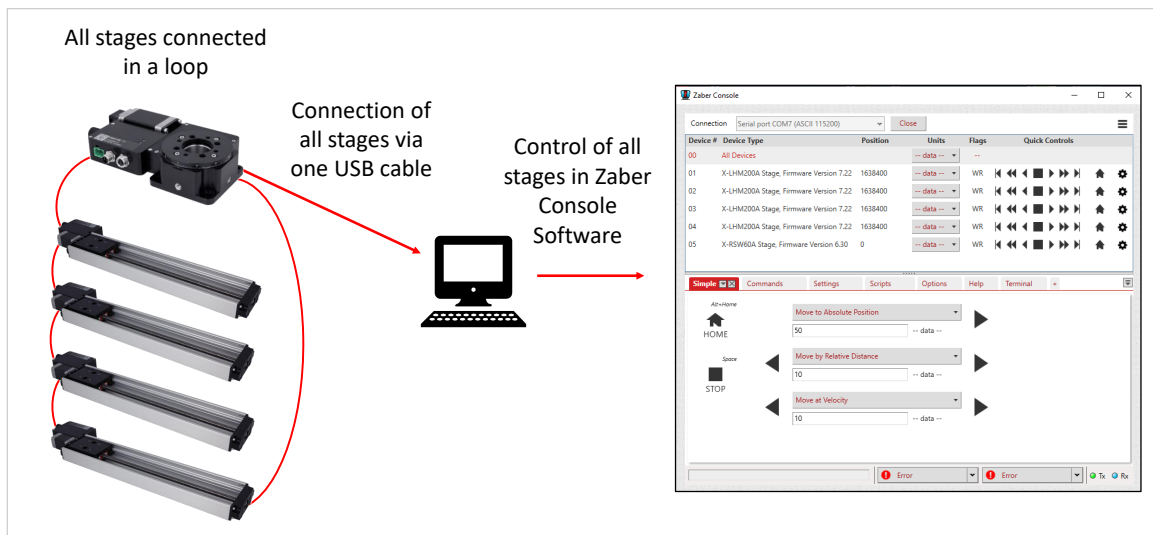 All stages connected
in a loop
Connection of
all stages via
one USB cable
Control of all
stages in Zaber
Console
Software
Zaber Console
Connection Serial port COM7 (ASCII 115200) Close
Device # Device Type Position Units Flags Quick Controls
00 All Devices -- data -- --
01 X-LHM200A Stage, Firmware Version 7.22 1638400 -- data -- WR
02 X-LHM200A Stage, Firmware Version 7.22 1638400 -- data -- WR
03 X-LHM200A Stage, Firmware Version 7.22 1638400 -- data -- WR
04 X-LHM200A Stage, Firmware Version 7.22 1638400 -- data -- WR
05 X-RSW60A Stage, Firmware Version 6.30 0 -- data -- WR
Simple Commands Settings Scripts Options Help Terminal +
Alt+Home
HOME
Move to Absolute Position
50 -- data --
Space
STOP
Move by Relative Distance
10 -- data --
Move at Velocity
10 -- data --
Error Error Tx Rx